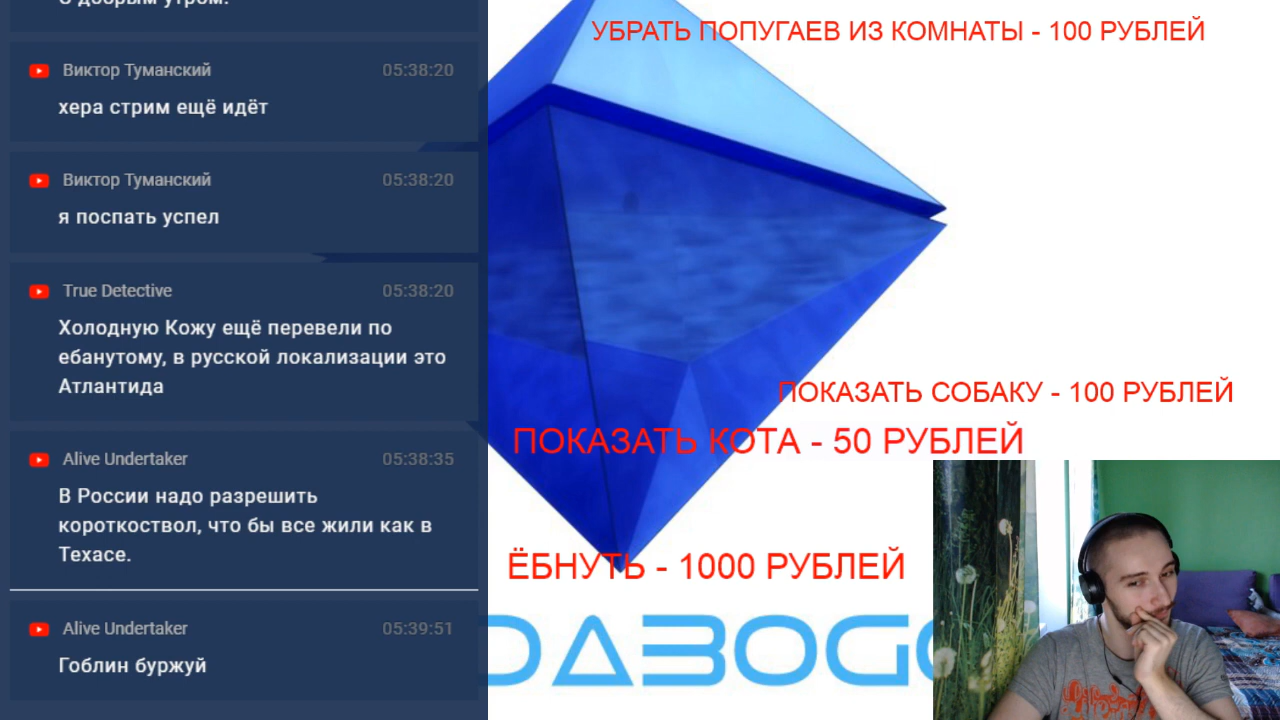 С добрым утром.
Виктор Туманский 05:38:20
хера стрим ещё идёт
Виктор Туманский 05:38:20
я поспать успел
True Detective 05:38:20
Холодную Кожу ещё перевели по
ебанутому, в русской локализации это
Атлантида
Alive Undertaker 05:38:35
В России надо разрешить
короткоствол, что бы все жили как в
Техасе.
Alive Undertaker 05:39:51
Гоблин буржуй
УБРАТЬ ПОПУГАЕВ ИЗ КОМНАТЫ - 100 РУБЛЕЙ
ПОКАЗАТЬ СОБАКУ - 100 РУБЛЕЙ
ПОКАЗАТЬ КОТА - 50 РУБЛЕЙ
ЁБНУТЬ - 1000 РУБЛЕЙ